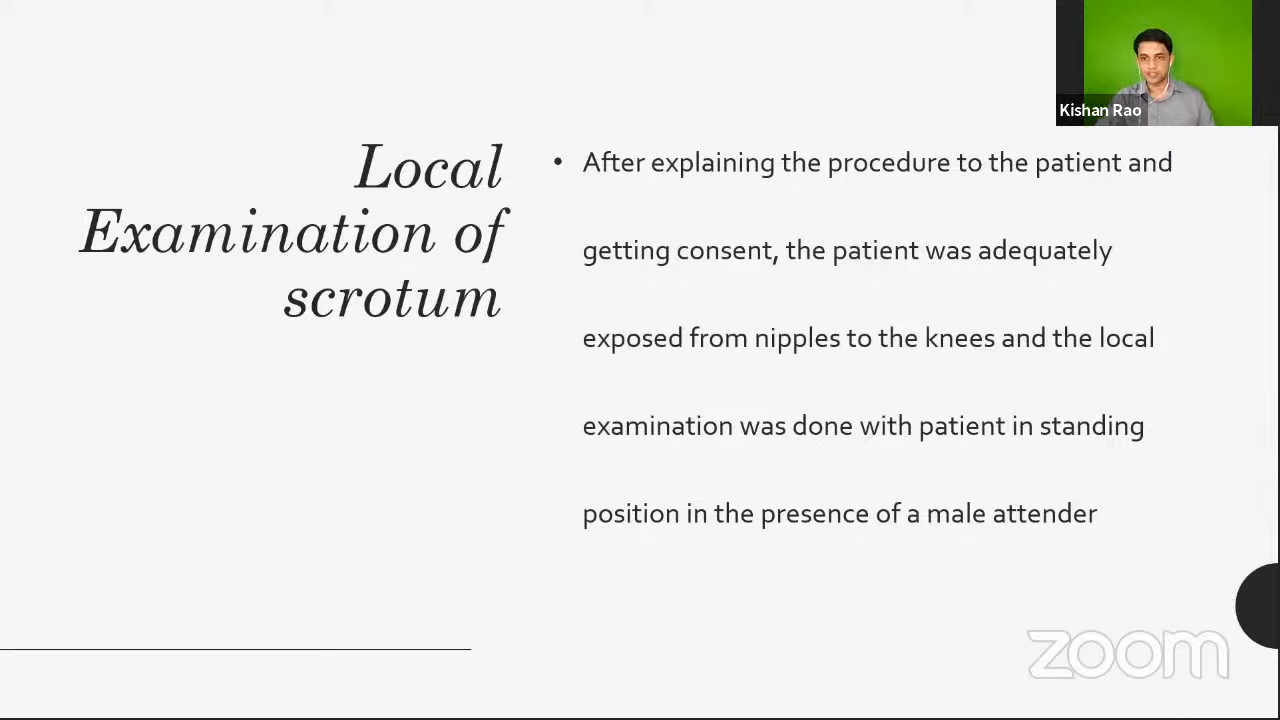 Kishan Rao
Local
Examination of
scrotum
• After explaining the procedure to the patient and
getting consent, the patient was adequately
exposed from nipples to the knees and the local
examination was done with patient in standing
position in the presence of a male attender
zoom